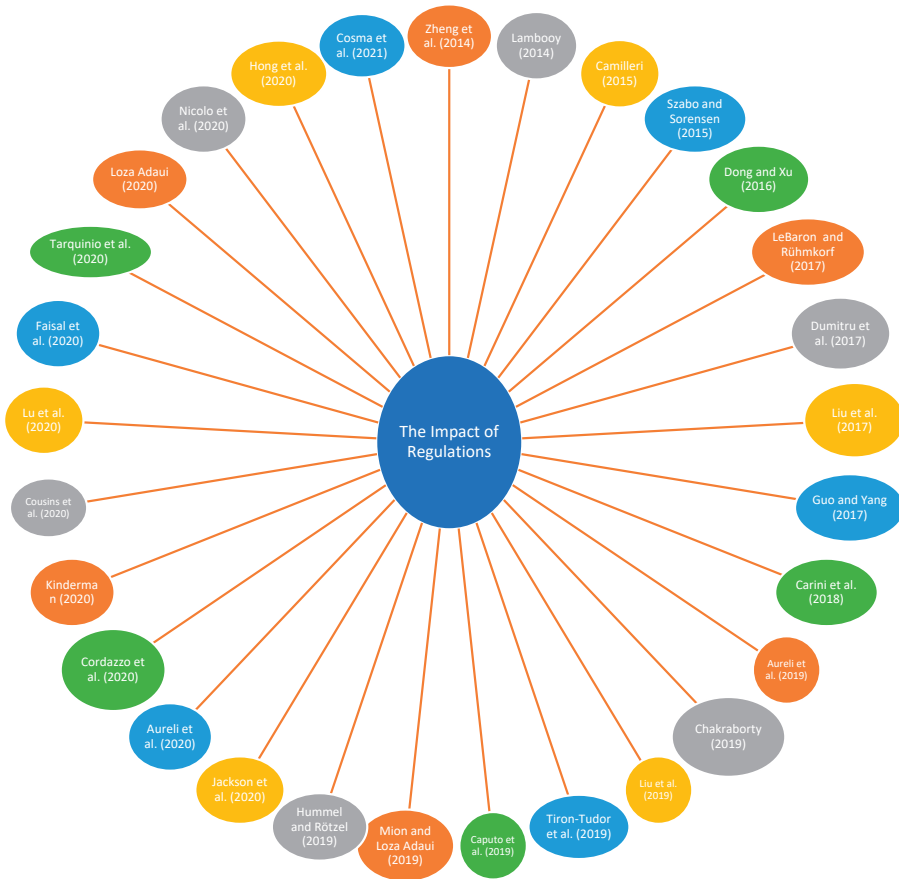 Zheng et
al. (2014)
Lambooy
(2014)
Camilleri
(2015)
Szabo and
Sorensen
(2015)
Dong and Xu
(2016)
LeBaron and
Rühmkorf
(2017)
Dumitru et
al. (2017)
Liu et al.
(2017)
Guo and Yang
(2017)
Carini et al.
(2018)
Aureli et
al. (2019)
Chakraborty
(2019)
Liu et al.
(2019)
Tiron-Tudor
et al. (2019)
Caputo et
al. (2019)
Mion and
Loza Adaui
(2019)
Hummel
and Rötzel
(2019)
Jackson et
al. (2020)
Aureli et
al. (2020)
Cordazzo et
al. (2020)
Kinderma
n (2020)
Cousins et
al. (2020)
Lu et al.
(2020)
Faisal et
al. (2020)
Tarquinio et al.
(2020)
Loza Adaui
(2020)
Nicolo et
al. (2020)
Hong et al.
(2020)
Cosma et
al. (2021)
The Impact of
Regulations